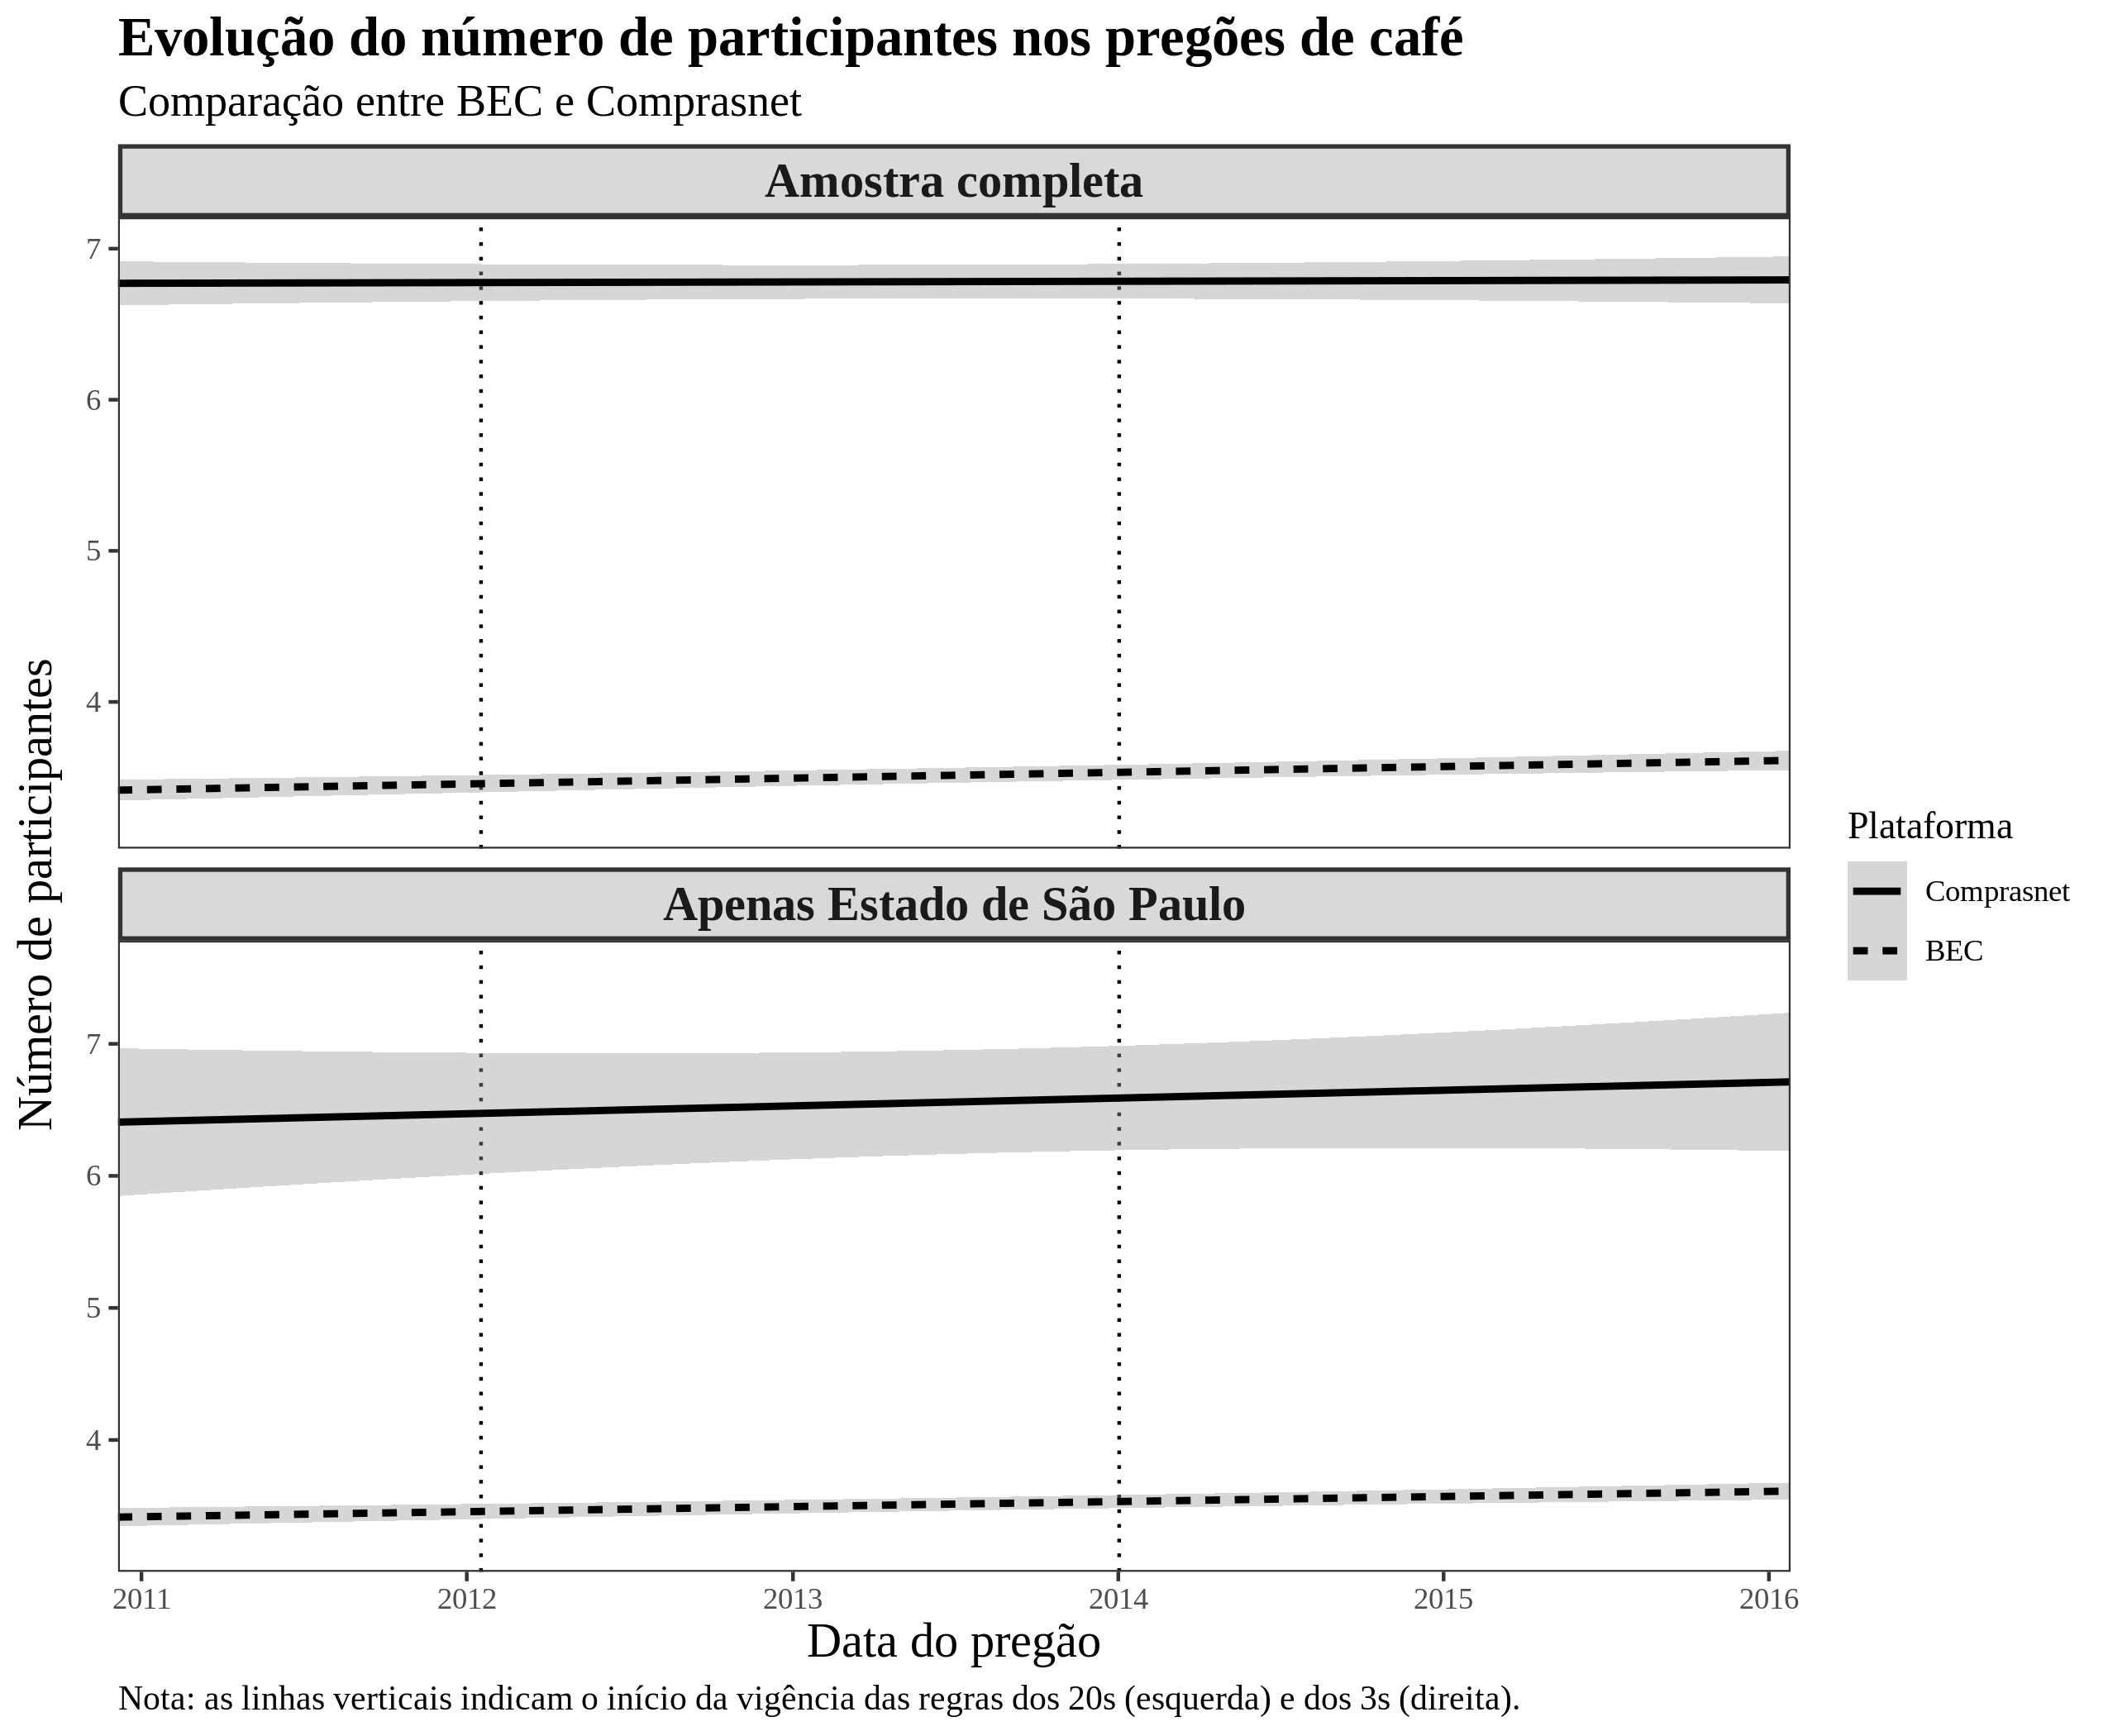 Evolução do número de participantes nos pregões de café
Comparação entre BEC e Comprasnet
Amostra completa
7
6
5
4
Número de participantes
Apenas Estado de São Paulo
7
6
5
4
2011
2012
2013
2014
2015
2016
Data do pregão
Plataforma
Comprasnet
BEC
Nota: as linhas verticais indicam o início da vigência das regras dos 20s (esquerda) e dos 3s (direita).